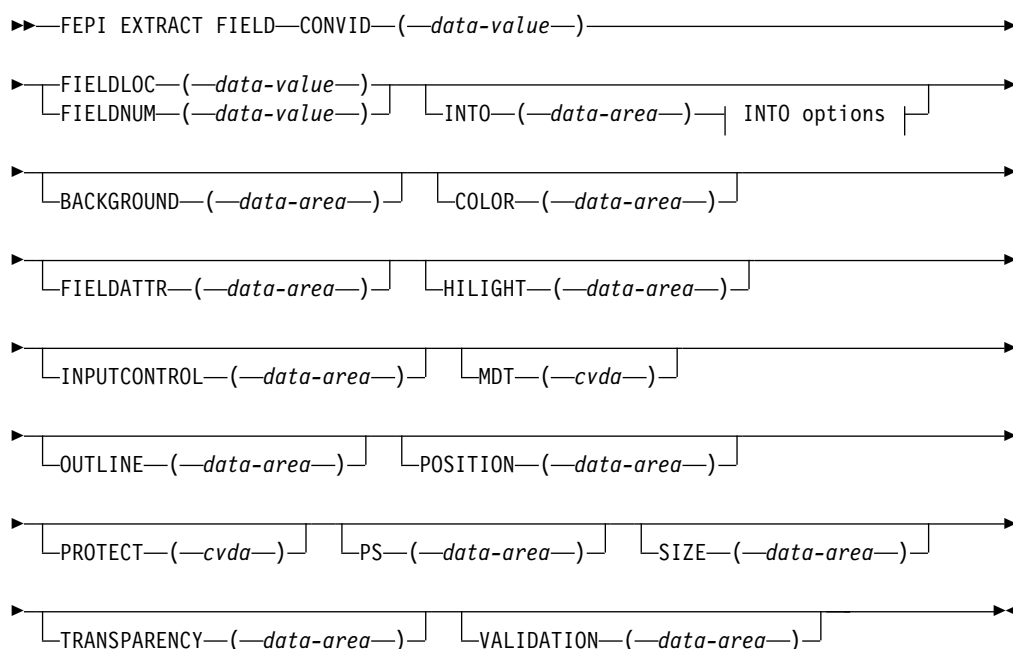 FEPI EXTRACT FIELD CONVID (data-value)
FIELDLOC (data-value)
FIELDNUM (data-value) INTO (data-area) INTO options
BACKGROUND (data-area) COLOR (data-area)
FIELDATTR (data-area) HILIGHT (data-area)
INPUTCONTROL (data-area) MDT (cvda)
OUTLINE (data-area) POSITION (data-area)
PROTECT (cvda) PS (data-area) SIZE (data-area)
TRANSPARENCY (data-area) VALIDATION (data-area)